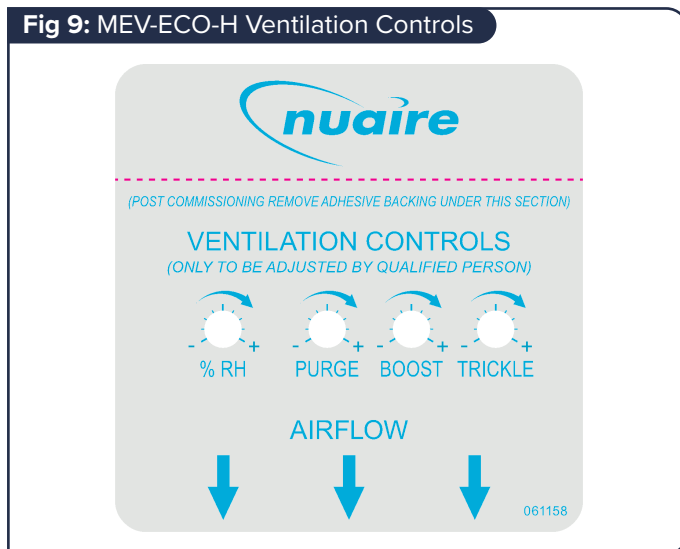 Fig 9: MEV-ECO-H Ventilation Controls
nuaire
(POST COMMISSIONING REMOVE ADHESIVE BACKING UNDER THIS SECTION)
VENTILATION CONTROLS
(ONLY TO BE ADJUSTED BY QUALIFIED PERSON)
- + - + - + - +
% RH PURGE BOOST TRICKLE
AIRFLOW
061158